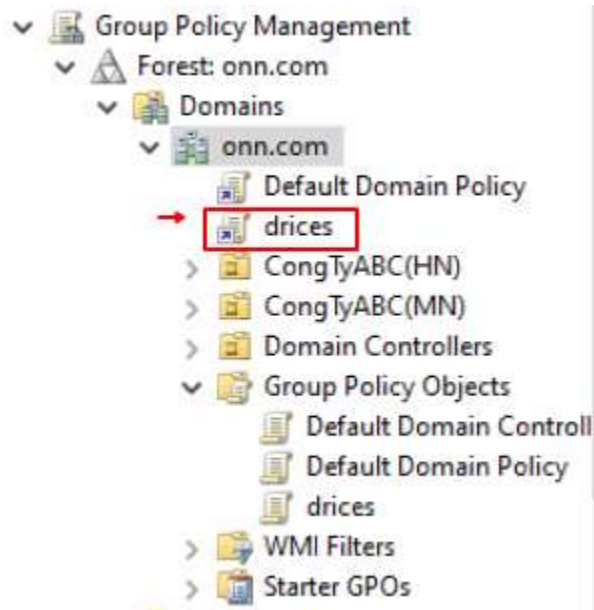 Group Policy Management
Forest: onn.com
Domains
onn.com
Default Domain Policy
drices
CongTyABC(HN)
CongTyABC(MN)
Domain Controllers
Group Policy Objects
Default Domain Controll
Default Domain Policy
drices
WMI Filters
Starter GPOs